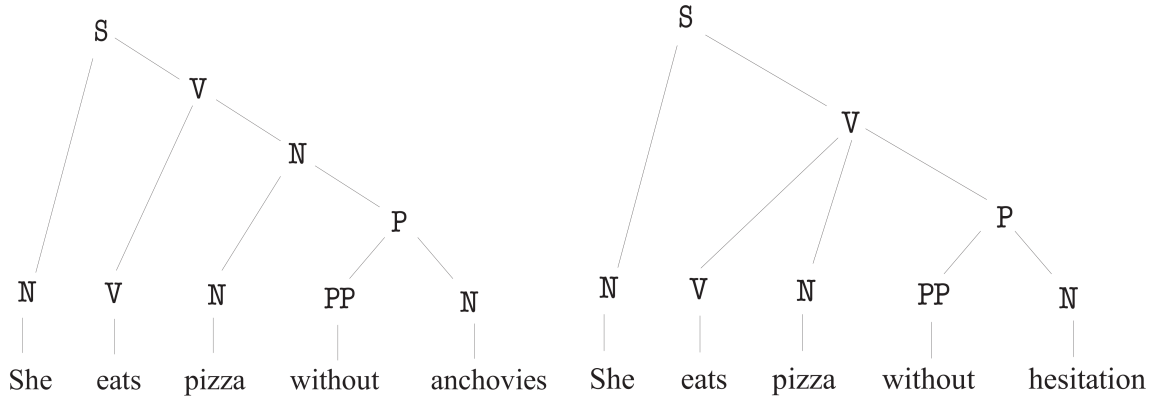 S S
V V
N
P P
N V N PP N N V N PP N
She eats pizza without anchovies She eats pizza without hesitation